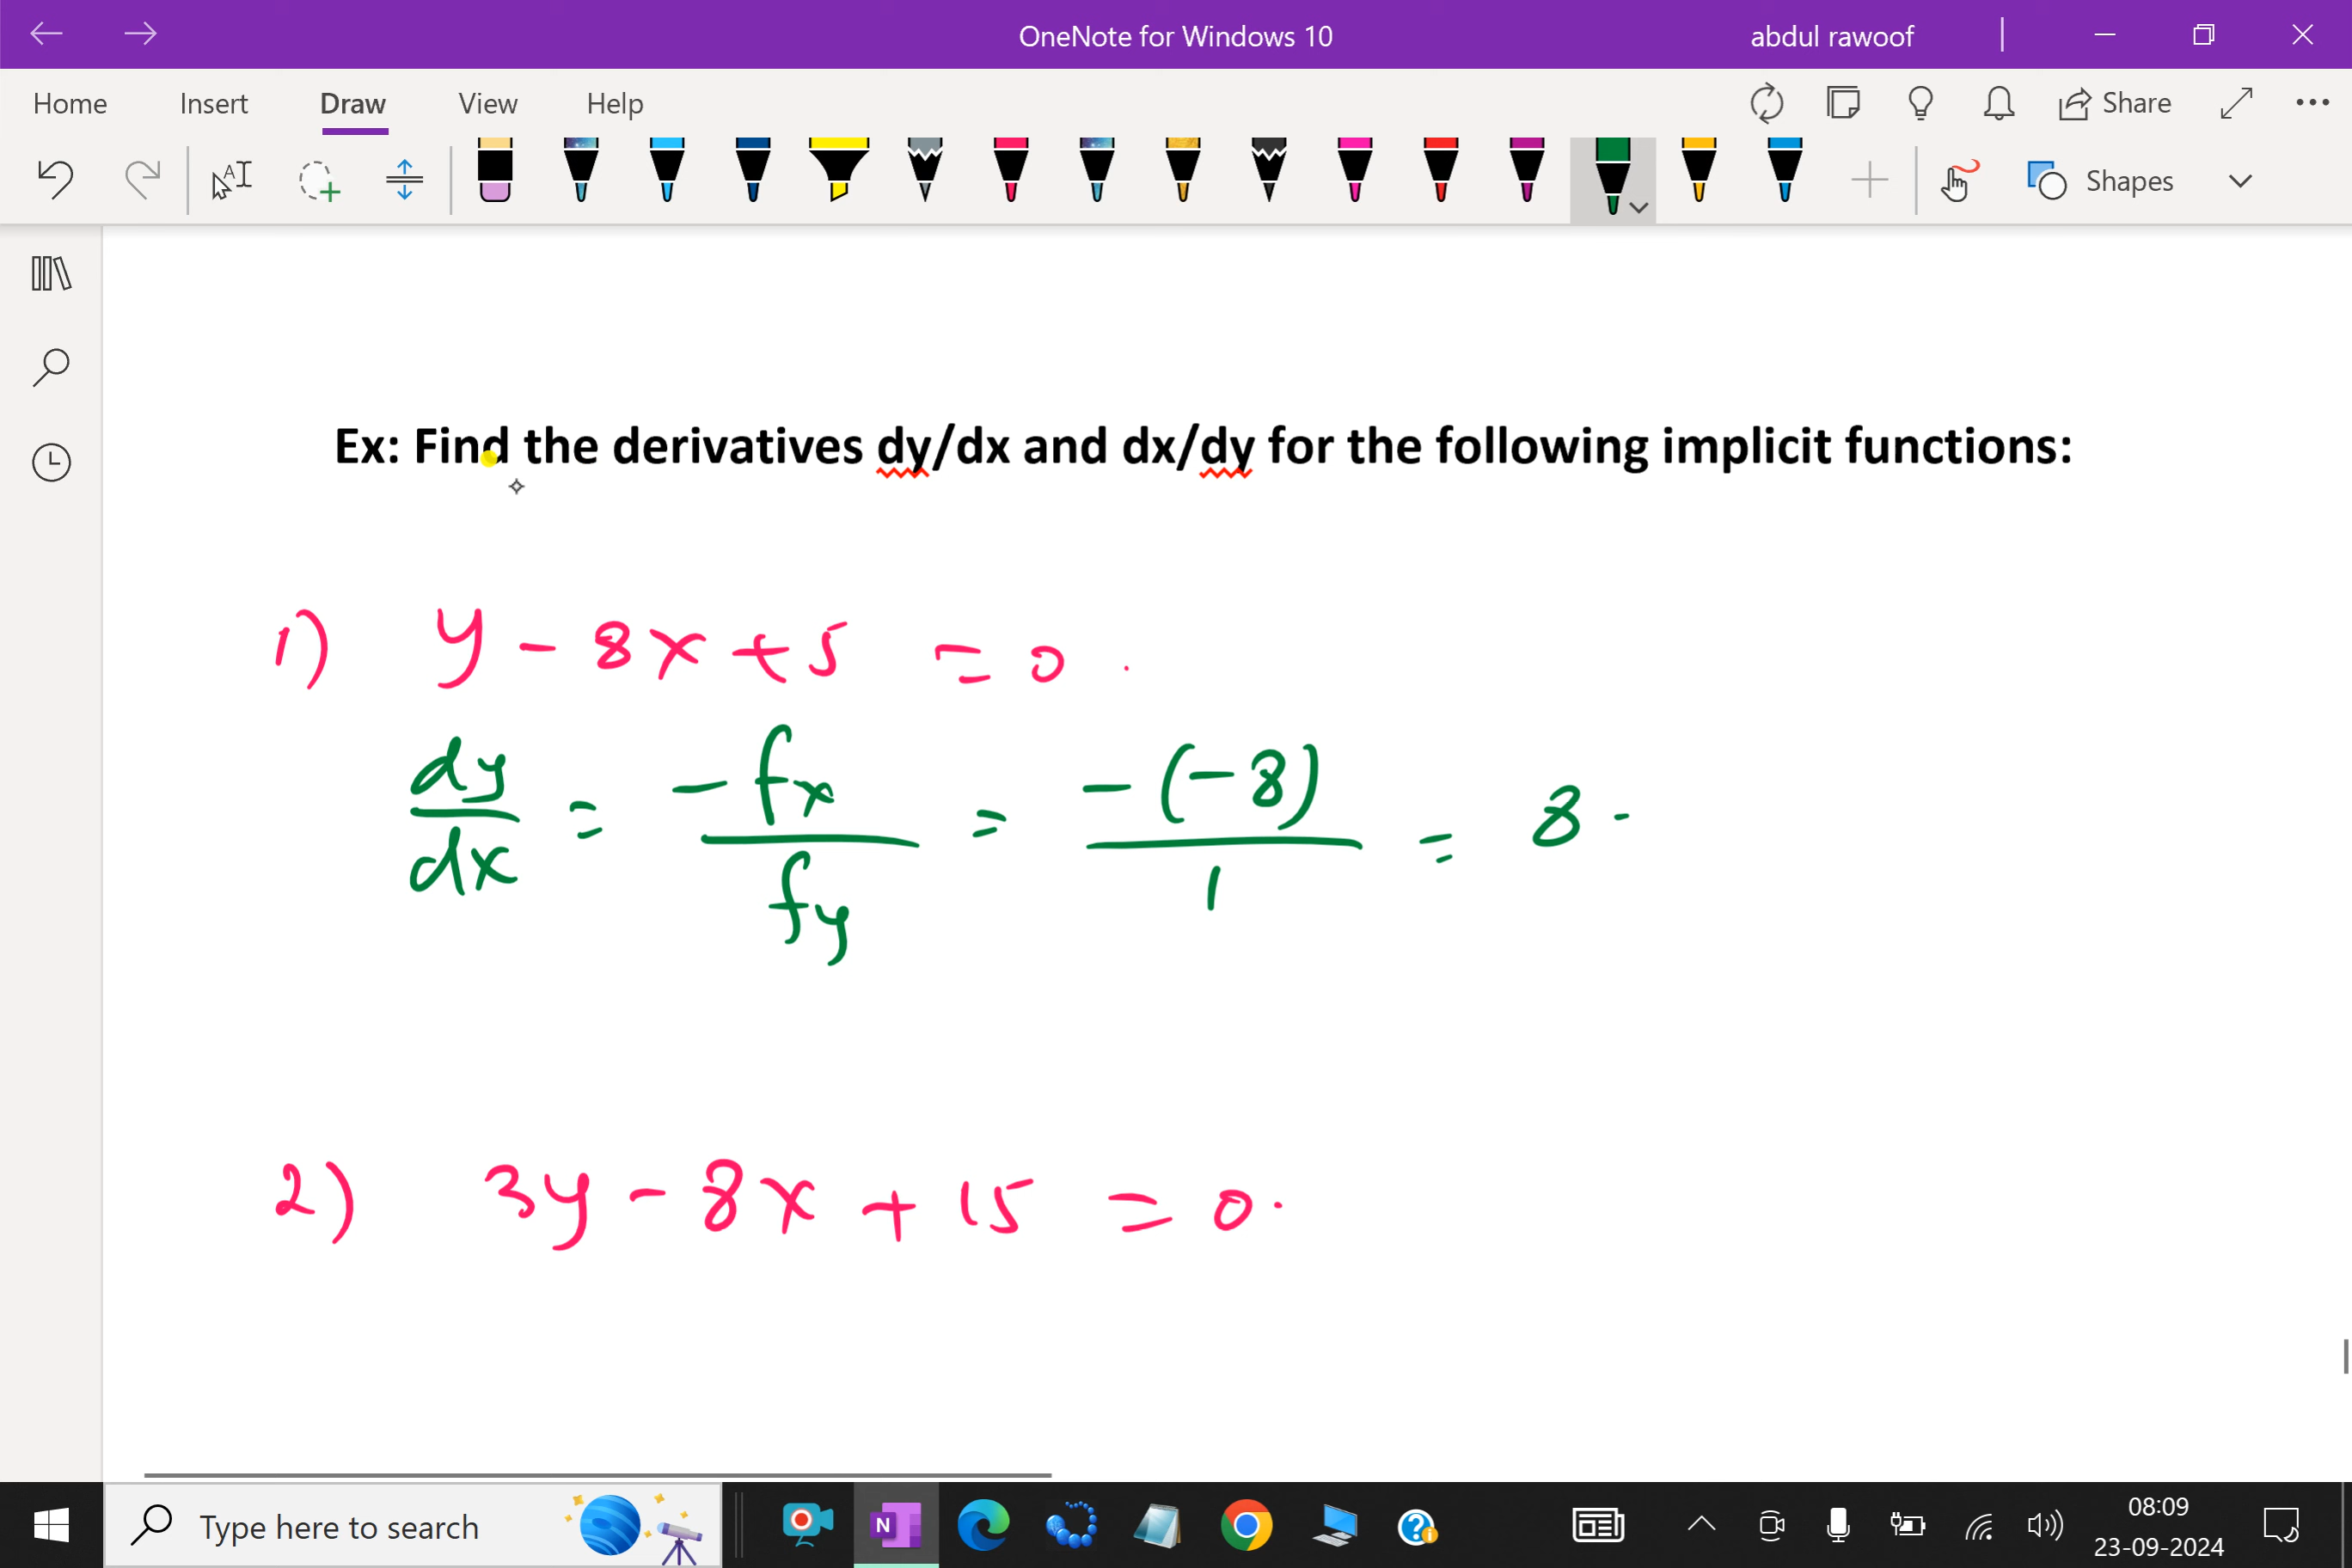 OneNote for Windows 10
abdul rawoof
Home Insert Draw View Help
Share
Shapes
Ex: Find the derivatives dy/dx and dx/dy for the following implicit functions:
1) y - 8x + 5 = 0 .
dy/dx = -fx/fy = -(-8)/1 = 8 .
2) 3y - 8x + 15 = 0 .
Type here to search
08:09
23-09-2024